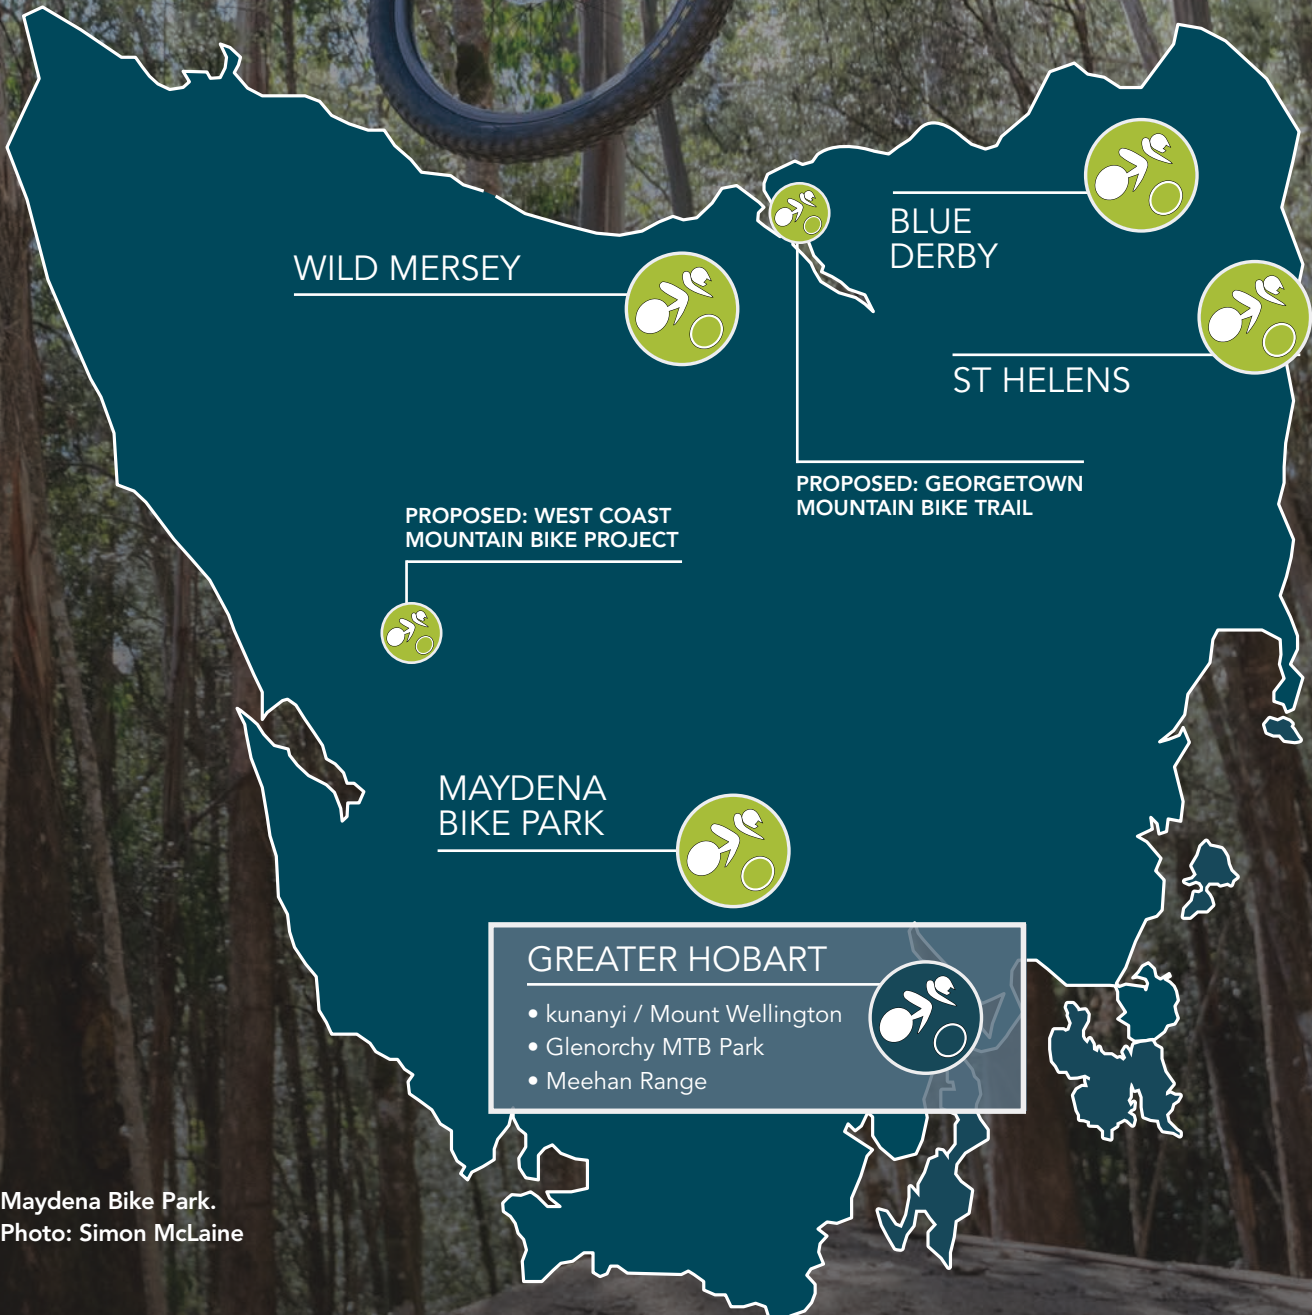 WILD MERSEY
BLUE
DERBY
ST HELENS
PROPOSED: GEORGETOWN
MOUNTAIN BIKE TRAIL
PROPOSED: WEST COAST
MOUNTAIN BIKE PROJECT
MAYDENA
BIKE PARK
GREATER HOBART
• kunanyi / Mount Wellington
• Glenorchy MTB Park
• Meehan Range
Maydena Bike Park.
Photo: Simon McLaine